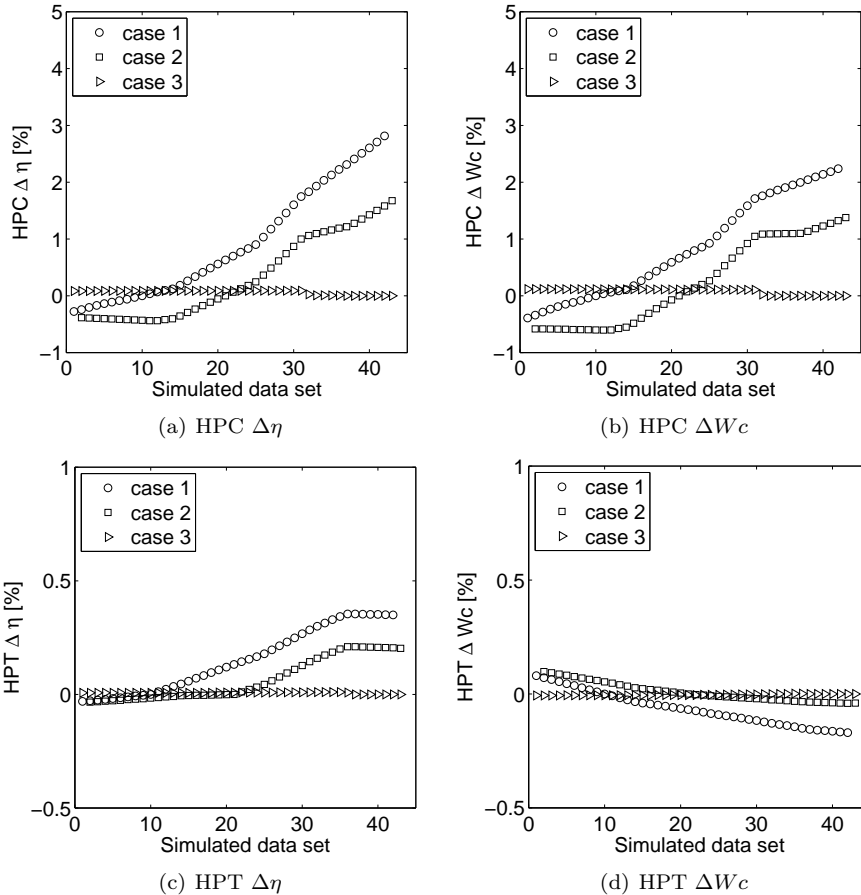 case 1
case 2
case 3
5
4
3
2
1
0
−1
HPC Δ η [%]
0 10 20 30 40
Simulated data set
(a) HPC Δη
case 1
case 2
case 3
5
4
3
2
1
0
−1
HPC Δ Wc [%]
0 10 20 30 40
Simulated data set
(b) HPC ΔWc
case 1
case 2
case 3
1
0.5
0
−0.5
HPT Δ η [%]
0 10 20 30 40
Simulated data set
(c) HPT Δη
case 1
case 2
case 3
1
0.5
0
−0.5
HPT Δ Wc [%]
0 10 20 30 40
Simulated data set
(d) HPT ΔWc